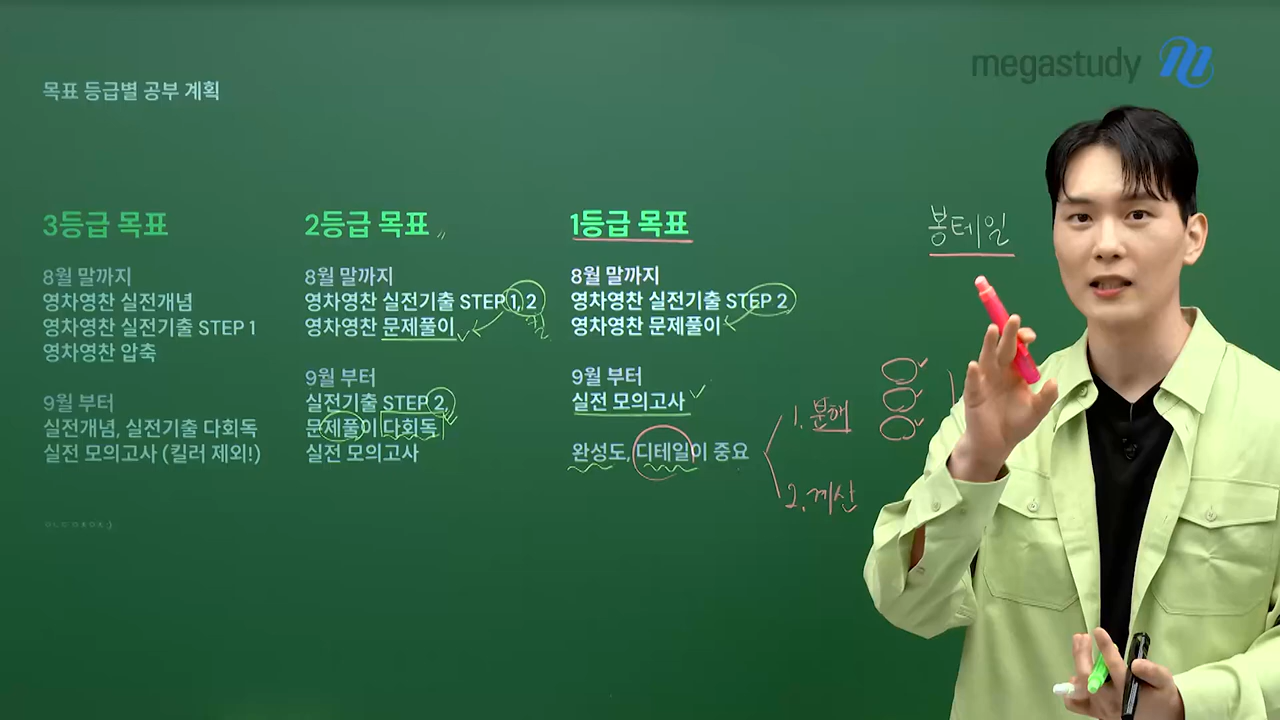 megastudy
목표 등급별 공부 계획
3등급 목표
8월 말까지
영차영찬 실전개념
영차영찬 실전기출 STEP 1
영차영찬 압축
9월 부터
실전개념, 실전기출 다회독
실전 모의고사 (킬러 제외!)
2등급 목표
8월 말까지
영차영찬 실전기출 STEP 1, 2
영차영찬 문제풀이
9월 부터
실전기출 STEP 2,
문제풀이 다회독
실전 모의고사
1등급 목표
8월 말까지
영차영찬 실전기출 STEP 2
영차영찬 문제풀이
9월 부터
실전 모의고사
완성도, 디테일이 중요
1. 분해
2. 계산
봉테일